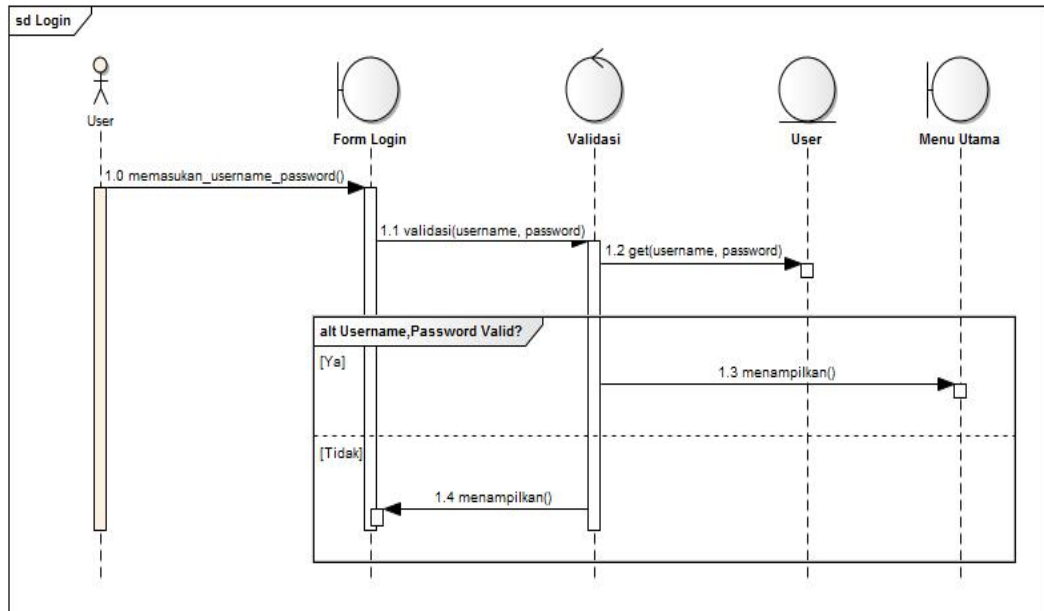 sd Login
User
Form Login
Validasi
User
Menu Utama
1.0 memasukan_username_password()
1.1 validasi(username, password)
1.2 get(username, password)
alt Username,Password Valid?
[Ya]
1.3 menampilkan()
[Tidak]
1.4 menampilkan()